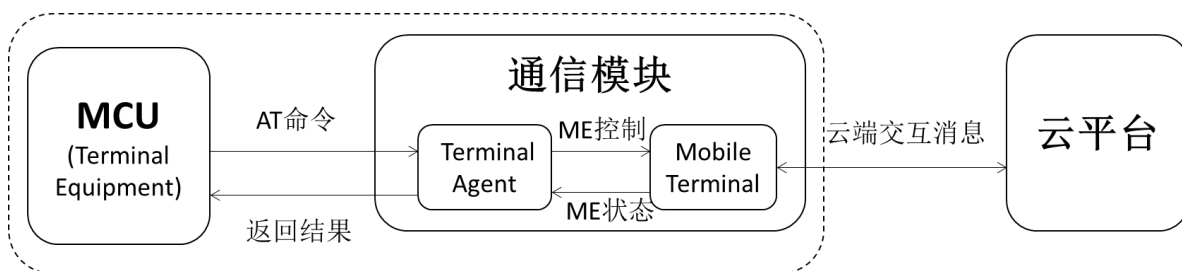 MCU
(Terminal
Equipment)
AT命令
返回结果
通信模块
Terminal
Agent
ME控制
ME状态
Mobile
Terminal
云端交互消息
云平台